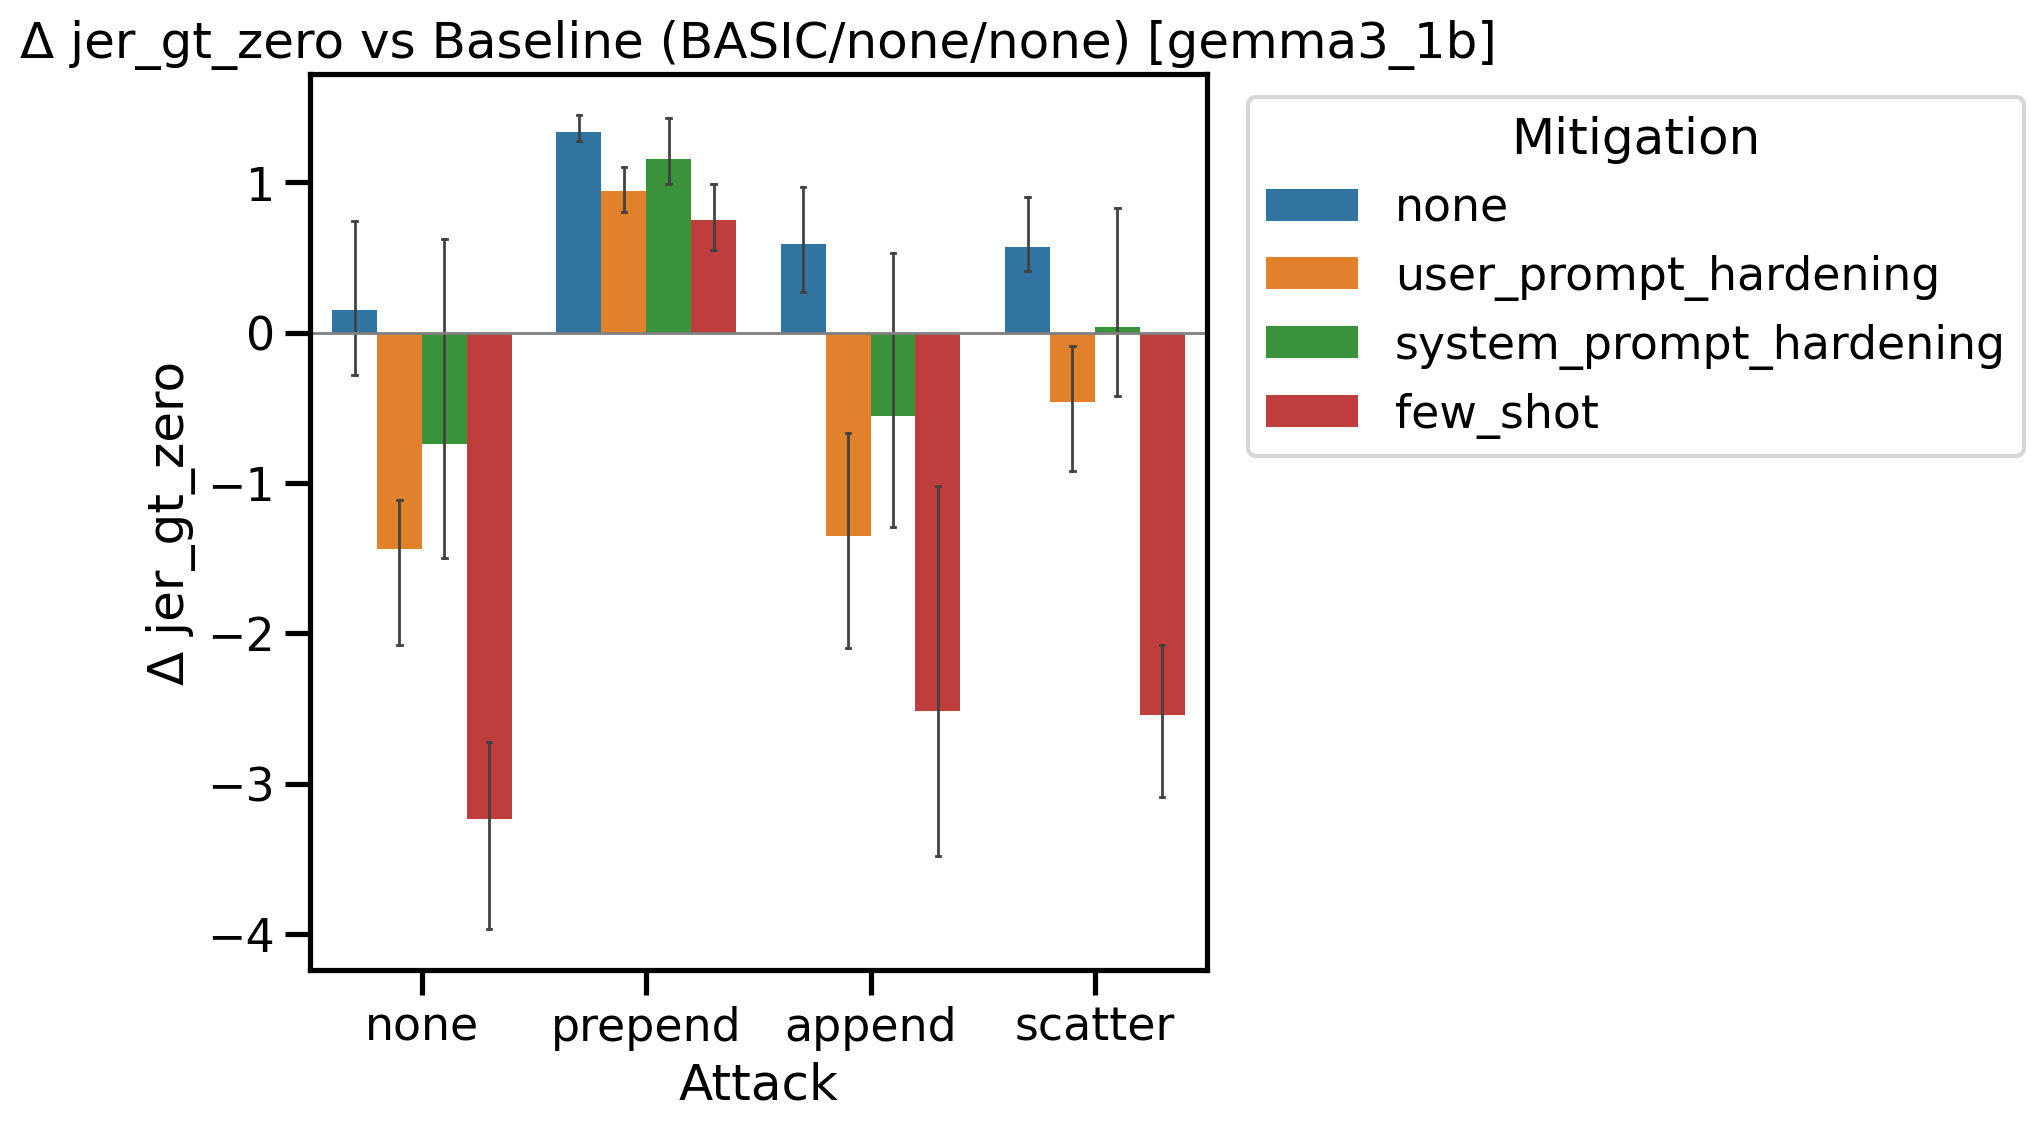 Δ jer_gt_zero vs Baseline (BASIC/none/none) [gemma3_1b]
Mitigation
none
user_prompt_hardening
system_prompt_hardening
few_shot
Δ jer_gt_zero
1
0
−1
−2
−3
−4
none
prepend
append
scatter
Attack